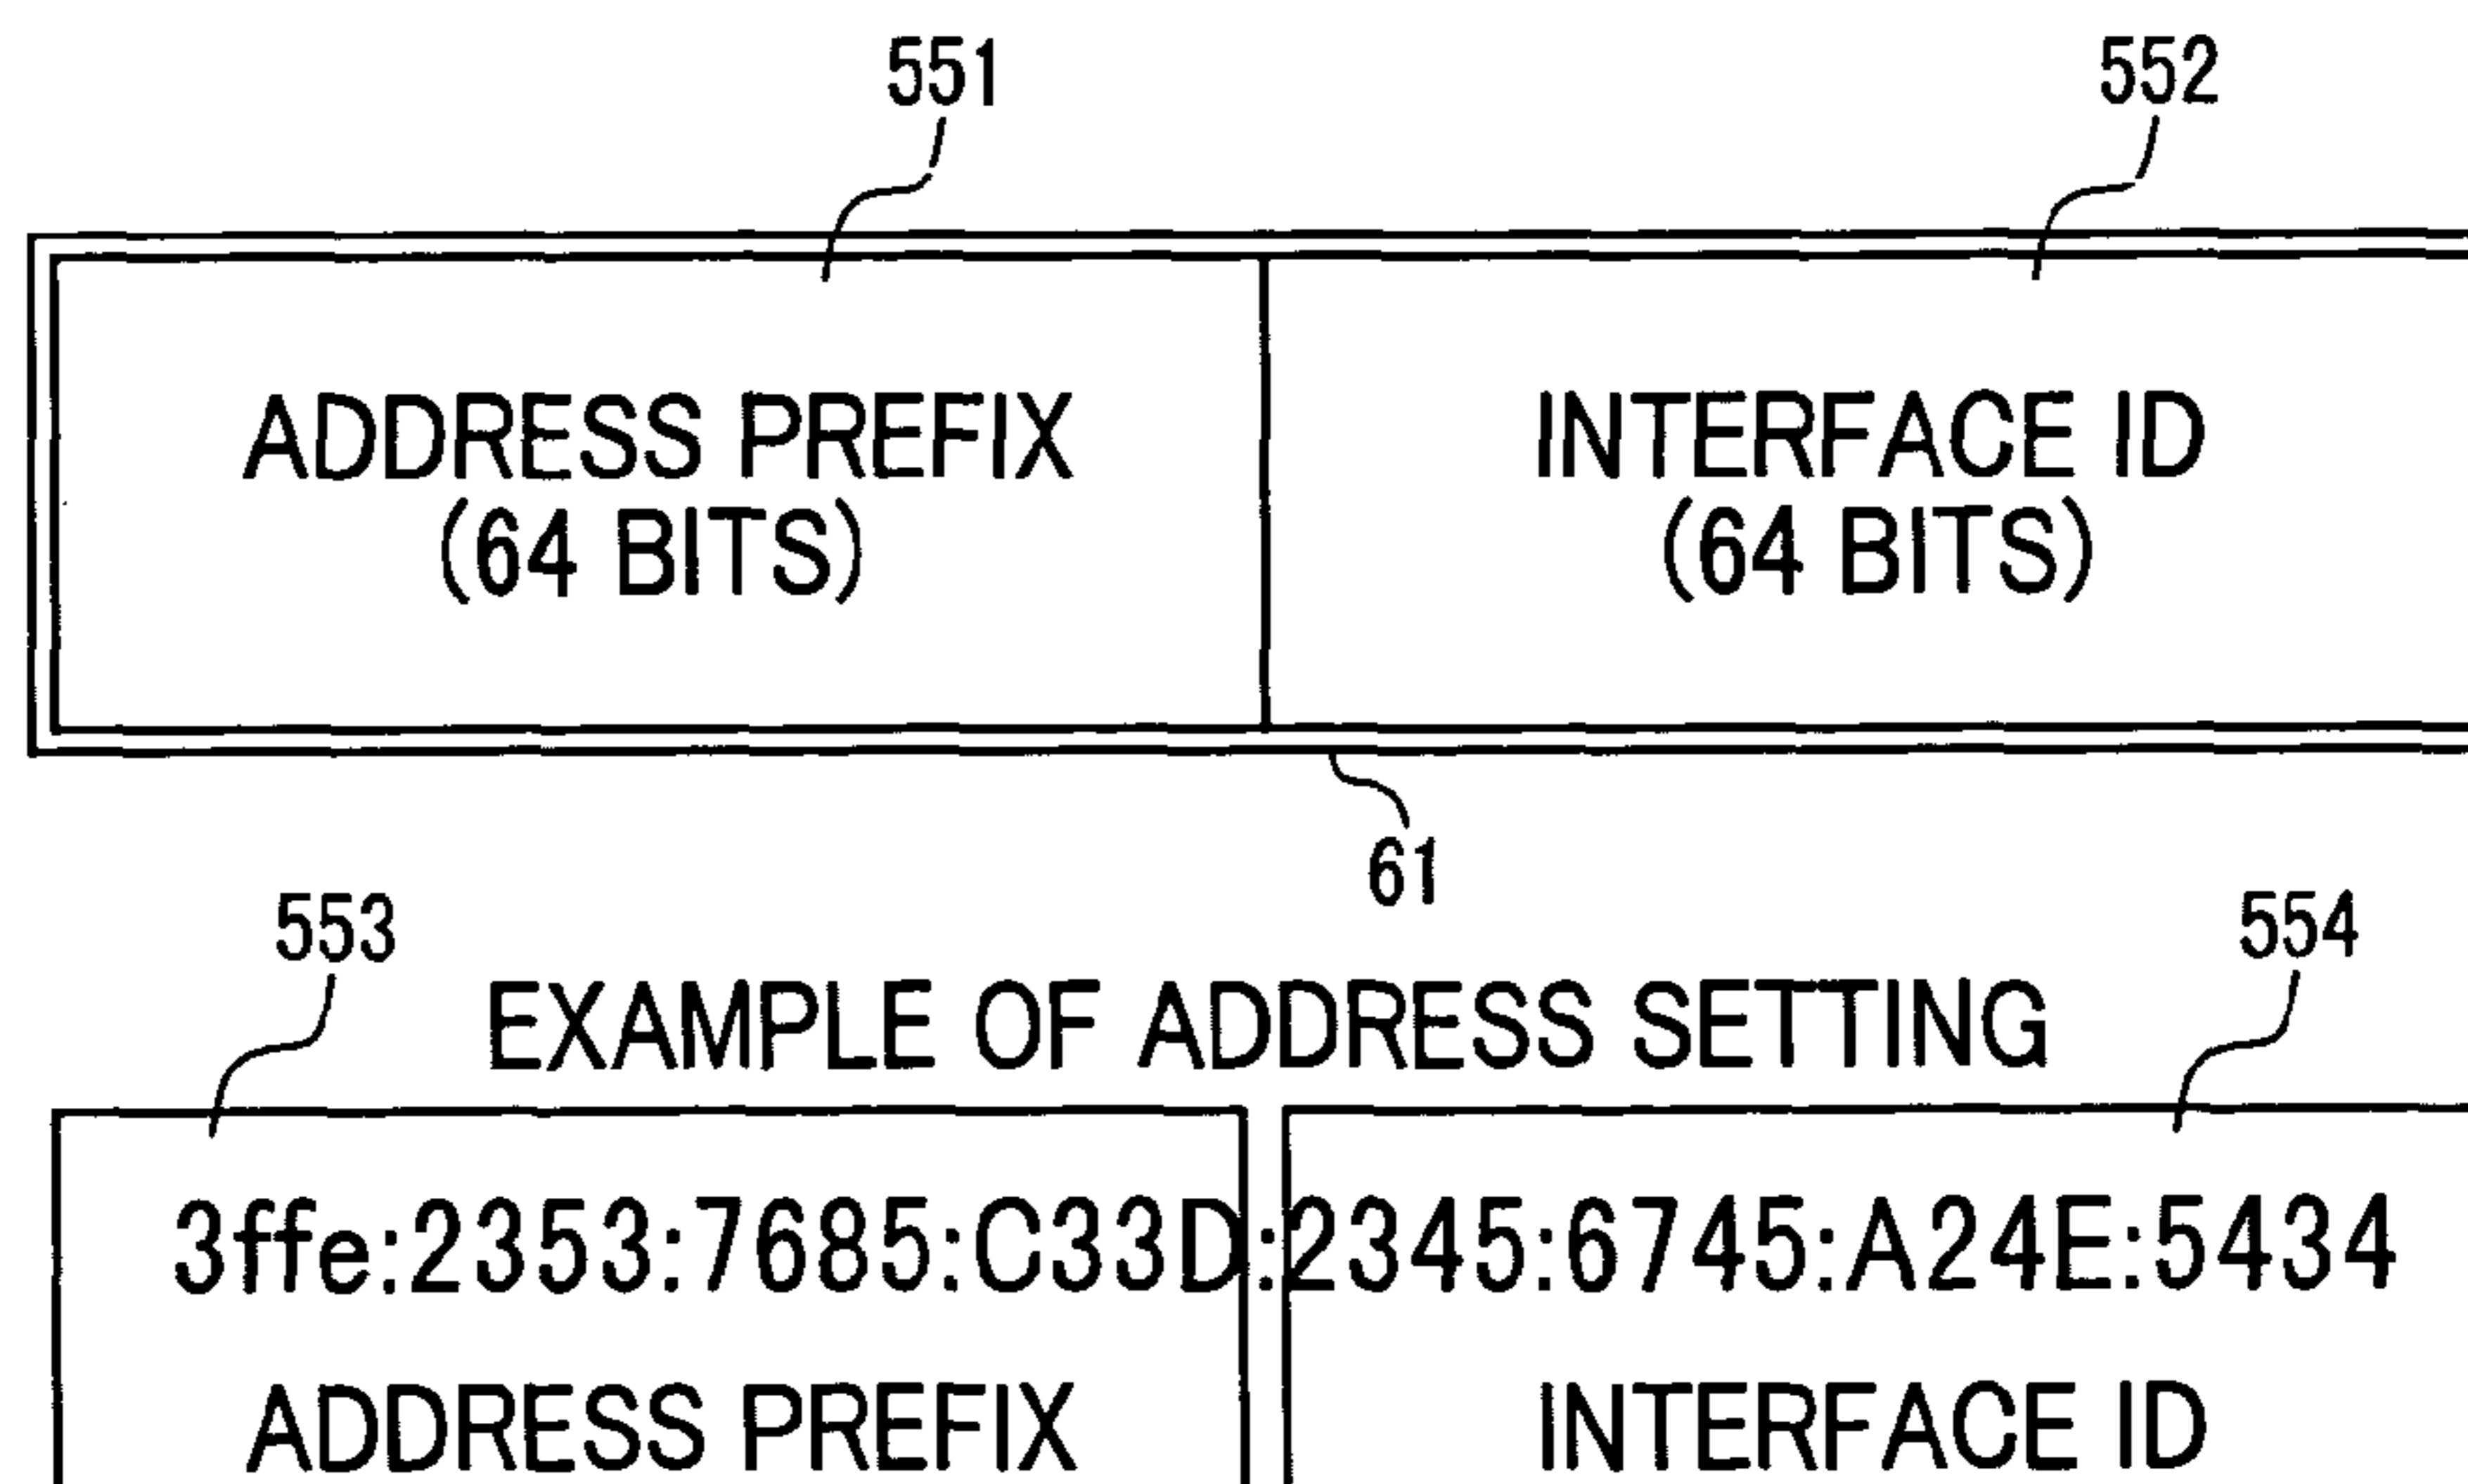 551
552
ADDRESS PREFIX
(64 BITS)
INTERFACE ID
(64 BITS)
61
553
554
EXAMPLE OF ADDRESS SETTING
3ffe:2353:7685:C33D:2345:6745:A24E:5434
ADDRESS PREFIX
INTERFACE ID